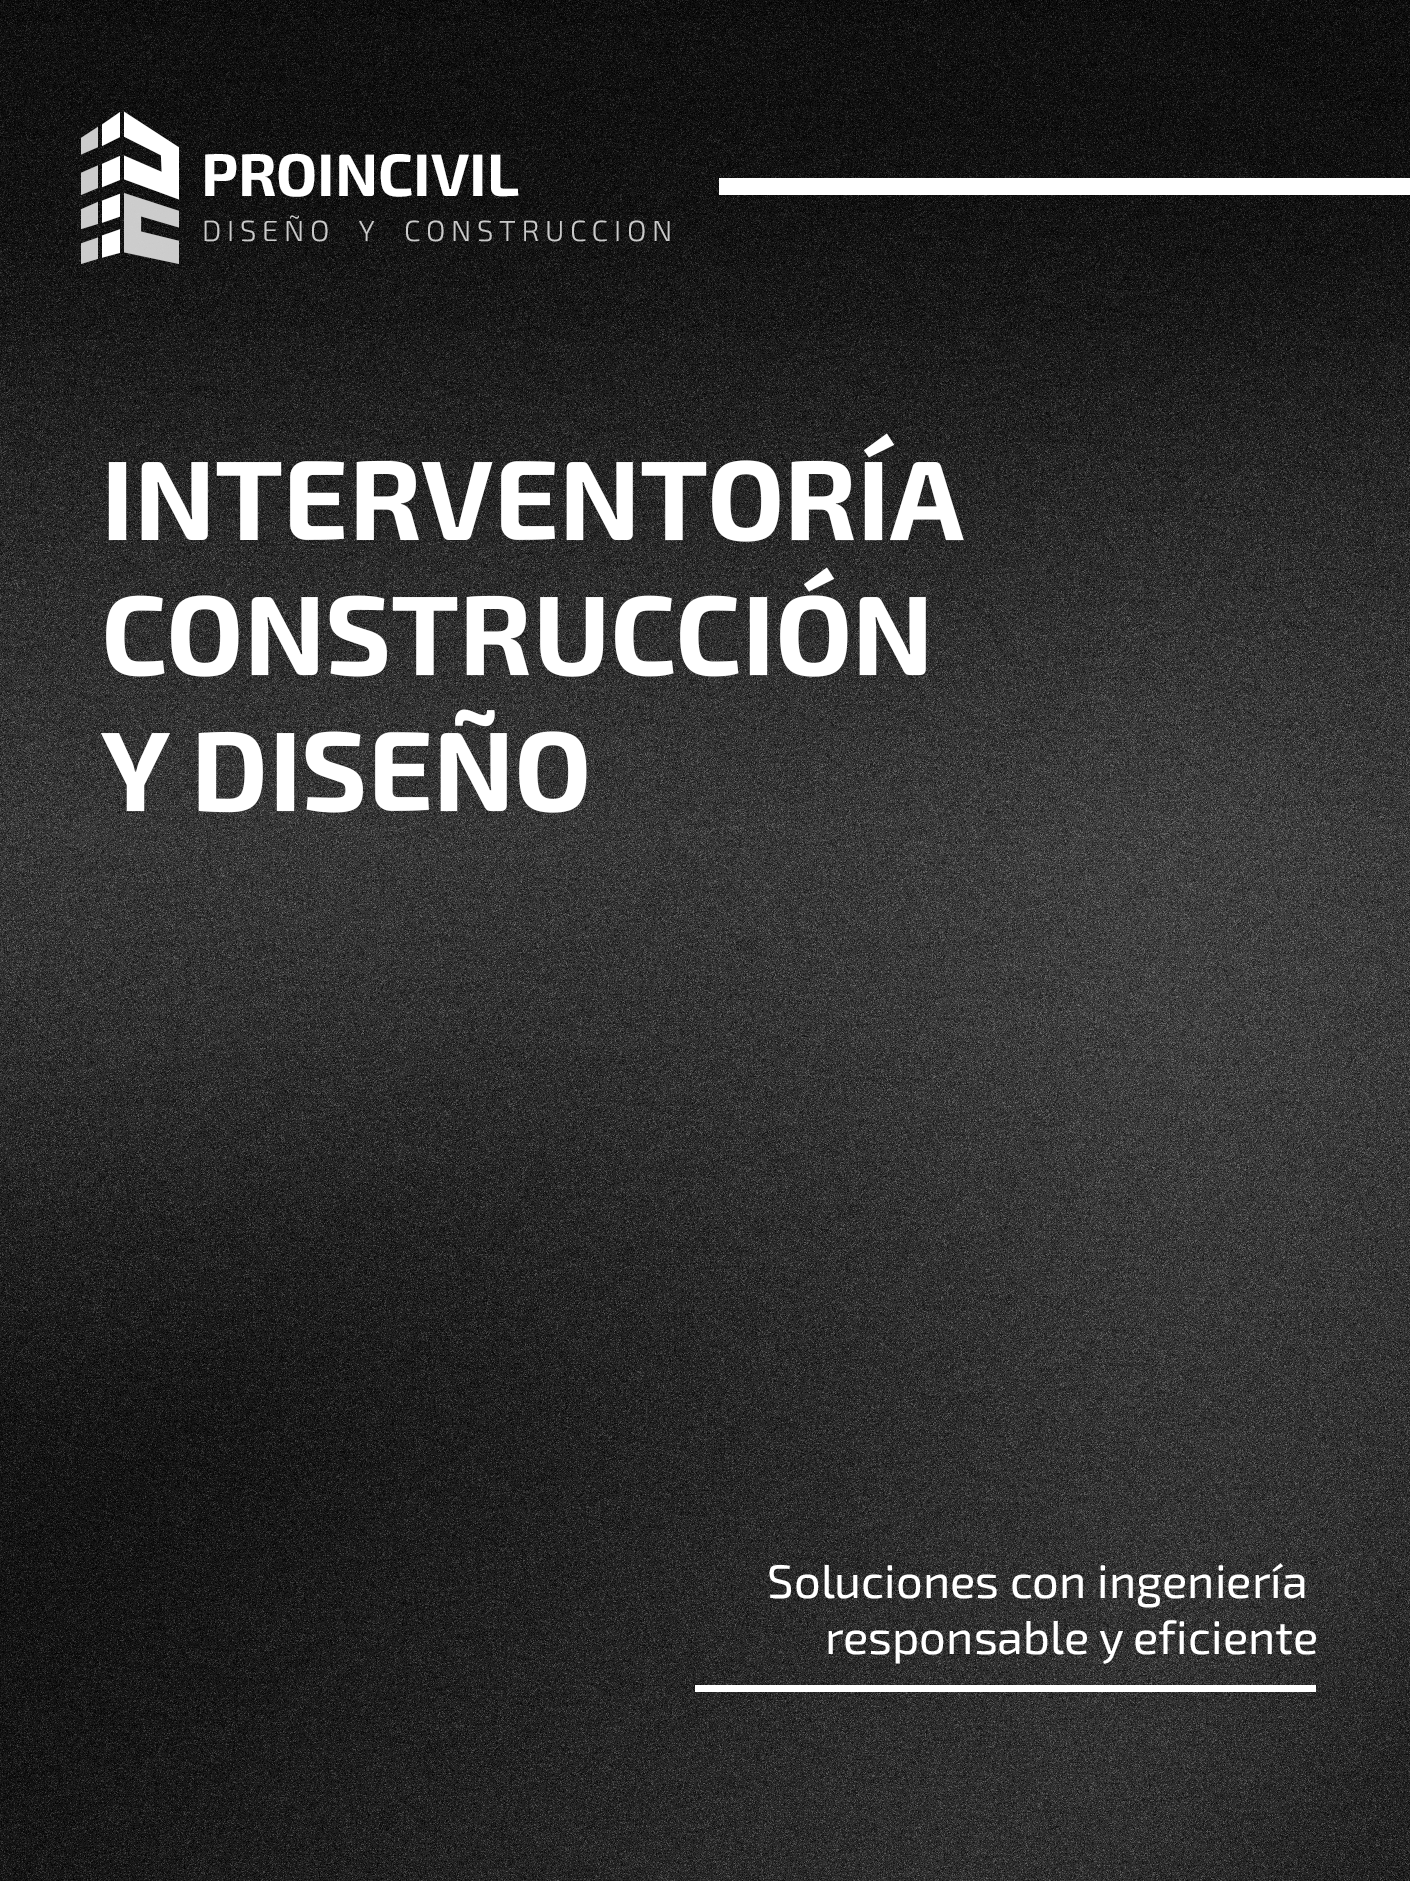 PROINCIVIL
DISEÑO Y CONSTRUCCION
INTERVENTORÍA
CONSTRUCCIÓN
Y DISEÑO
Soluciones con ingeniería
responsable y eficiente